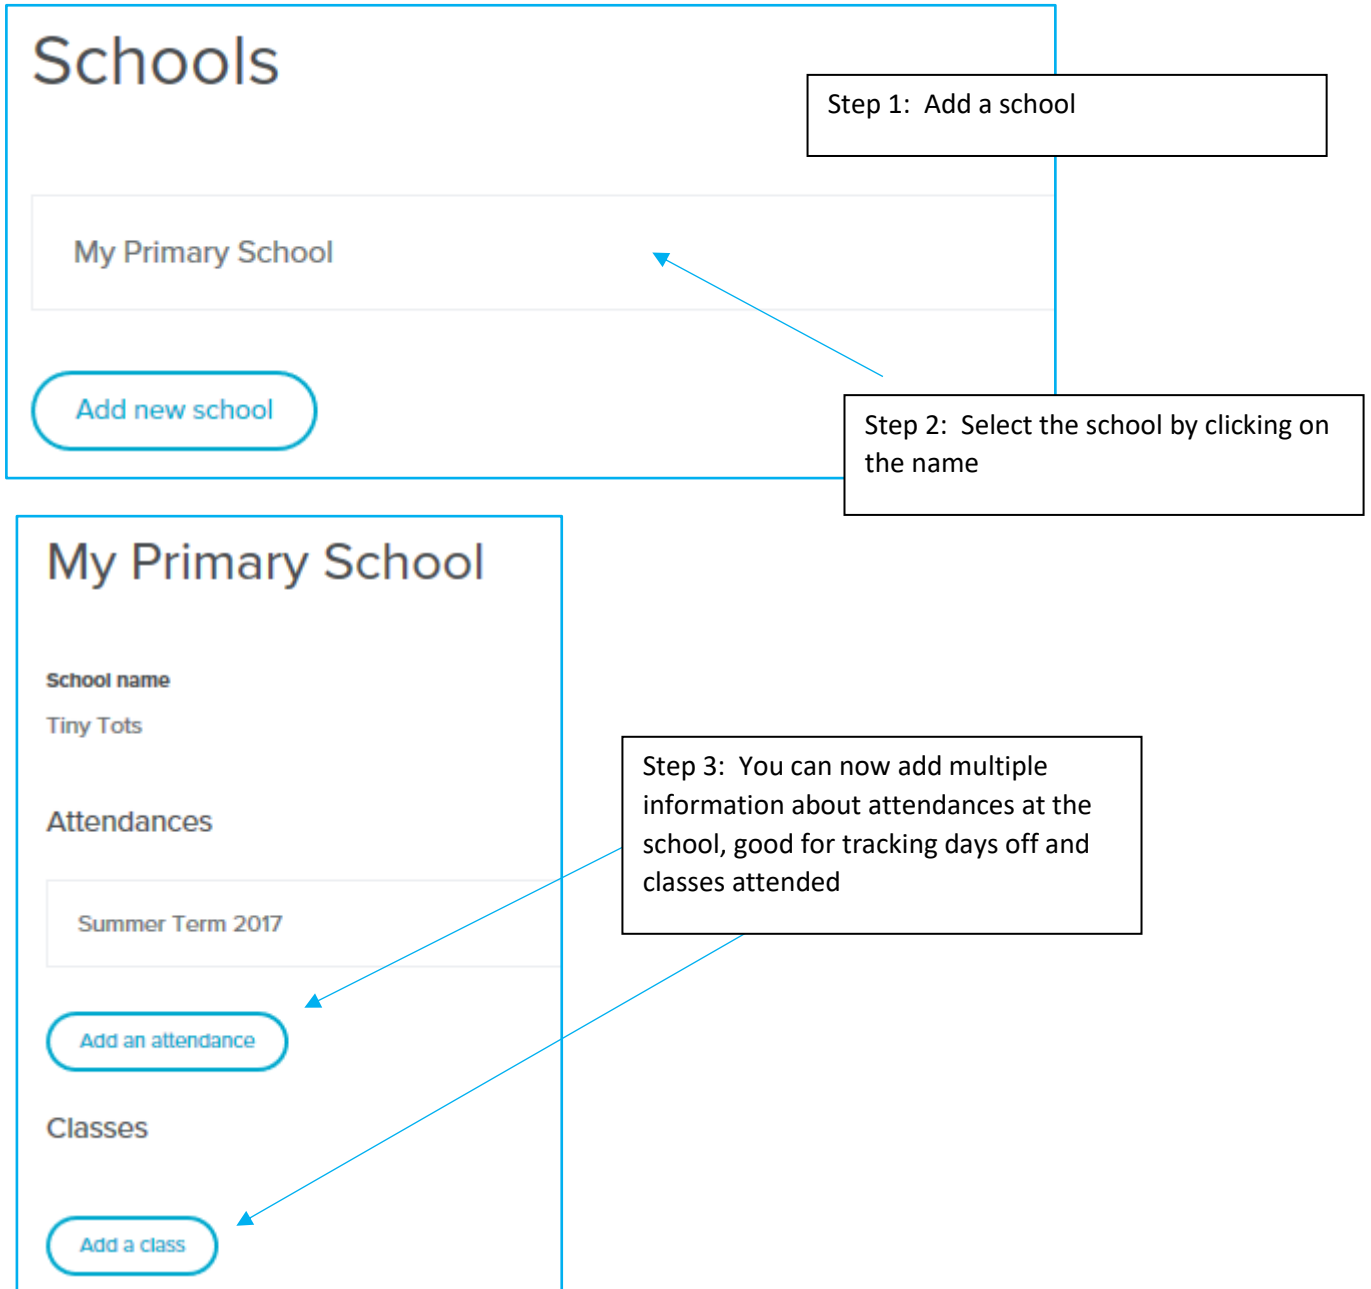 Schools
Step 1:  Add a school
My Primary School
Add new school
Step 2:  Select the school by clicking on
the name
My Primary School
School name
Tiny Tots
Step 3:  You can now add multiple
information about attendances at the
school, good for tracking days off and
classes attended
Attendances
Summer Term 2017
Add an attendance
Classes
Add a class